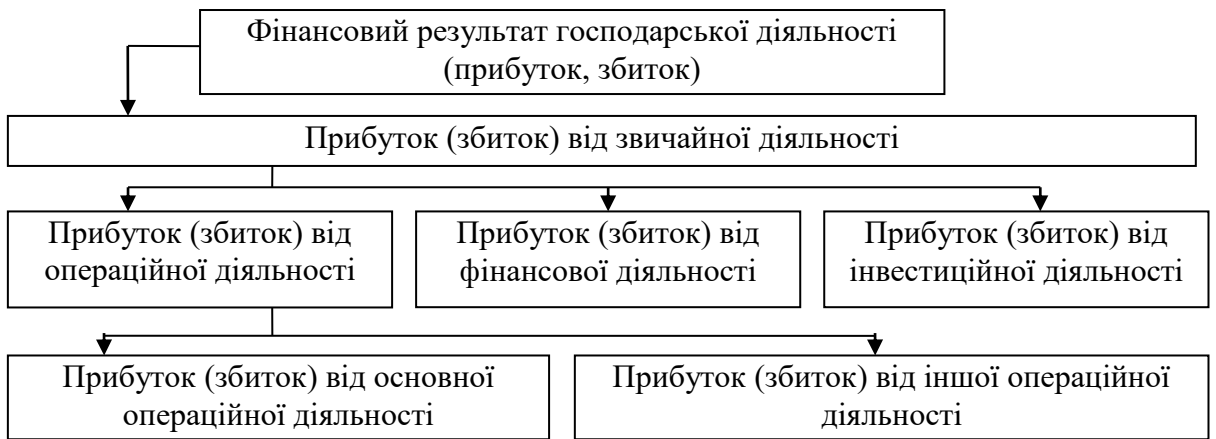 Фінансовий результат господарської діяльності
(прибуток, збиток)
Прибуток (збиток) від звичайної діяльності
Прибуток (збиток) від
операційної діяльності
Прибуток (збиток) від
фінансової діяльності
Прибуток (збиток) від
інвестиційної діяльності
Прибуток (збиток) від основної
операційної діяльності
Прибуток (збиток) від іншої операційної
діяльності